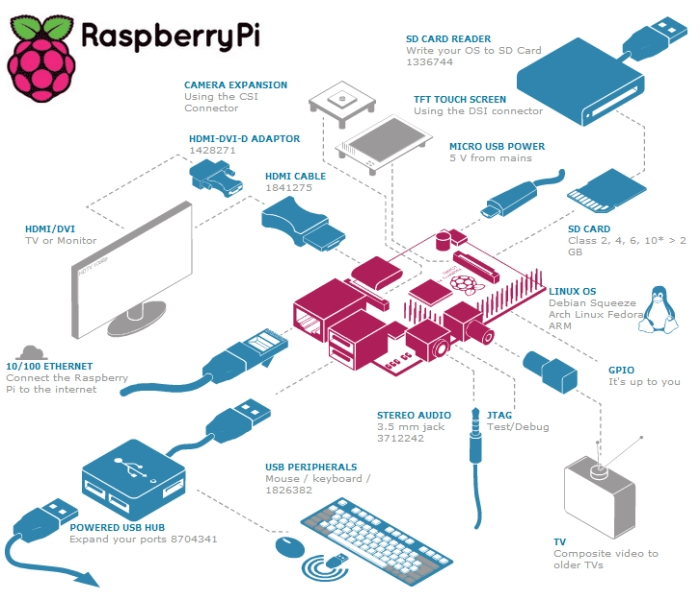 RaspberryPi
SD CARD READER
Write your OS to SD Card
1336744
CAMERA EXPANSION
Using the CSI
Connector
TFT TOUCH SCREEN
Using the DSI connector
HDMI-DVI-D ADAPTOR
1428271
MICRO USB POWER
5 V from mains
HDMI CABLE
1841275
HDMI/DVI
TV or Monitor
SD CARD
Class 2, 4, 6, 10* > 2
GB
LINUX OS
Debian Squeeze
Arch Linux Fedora
ARM
10/100 ETHERNET
Connect the Raspberry
Pi to the internet
GPIO
It's up to you
STEREO AUDIO
3.5 mm jack
3712242
JTAG
Test/Debug
USB PERIPHERALS
Mouse / keyboard /
1826382
POWERED USB HUB
Expand your ports 8704341
TV
Composite video to
older TVs